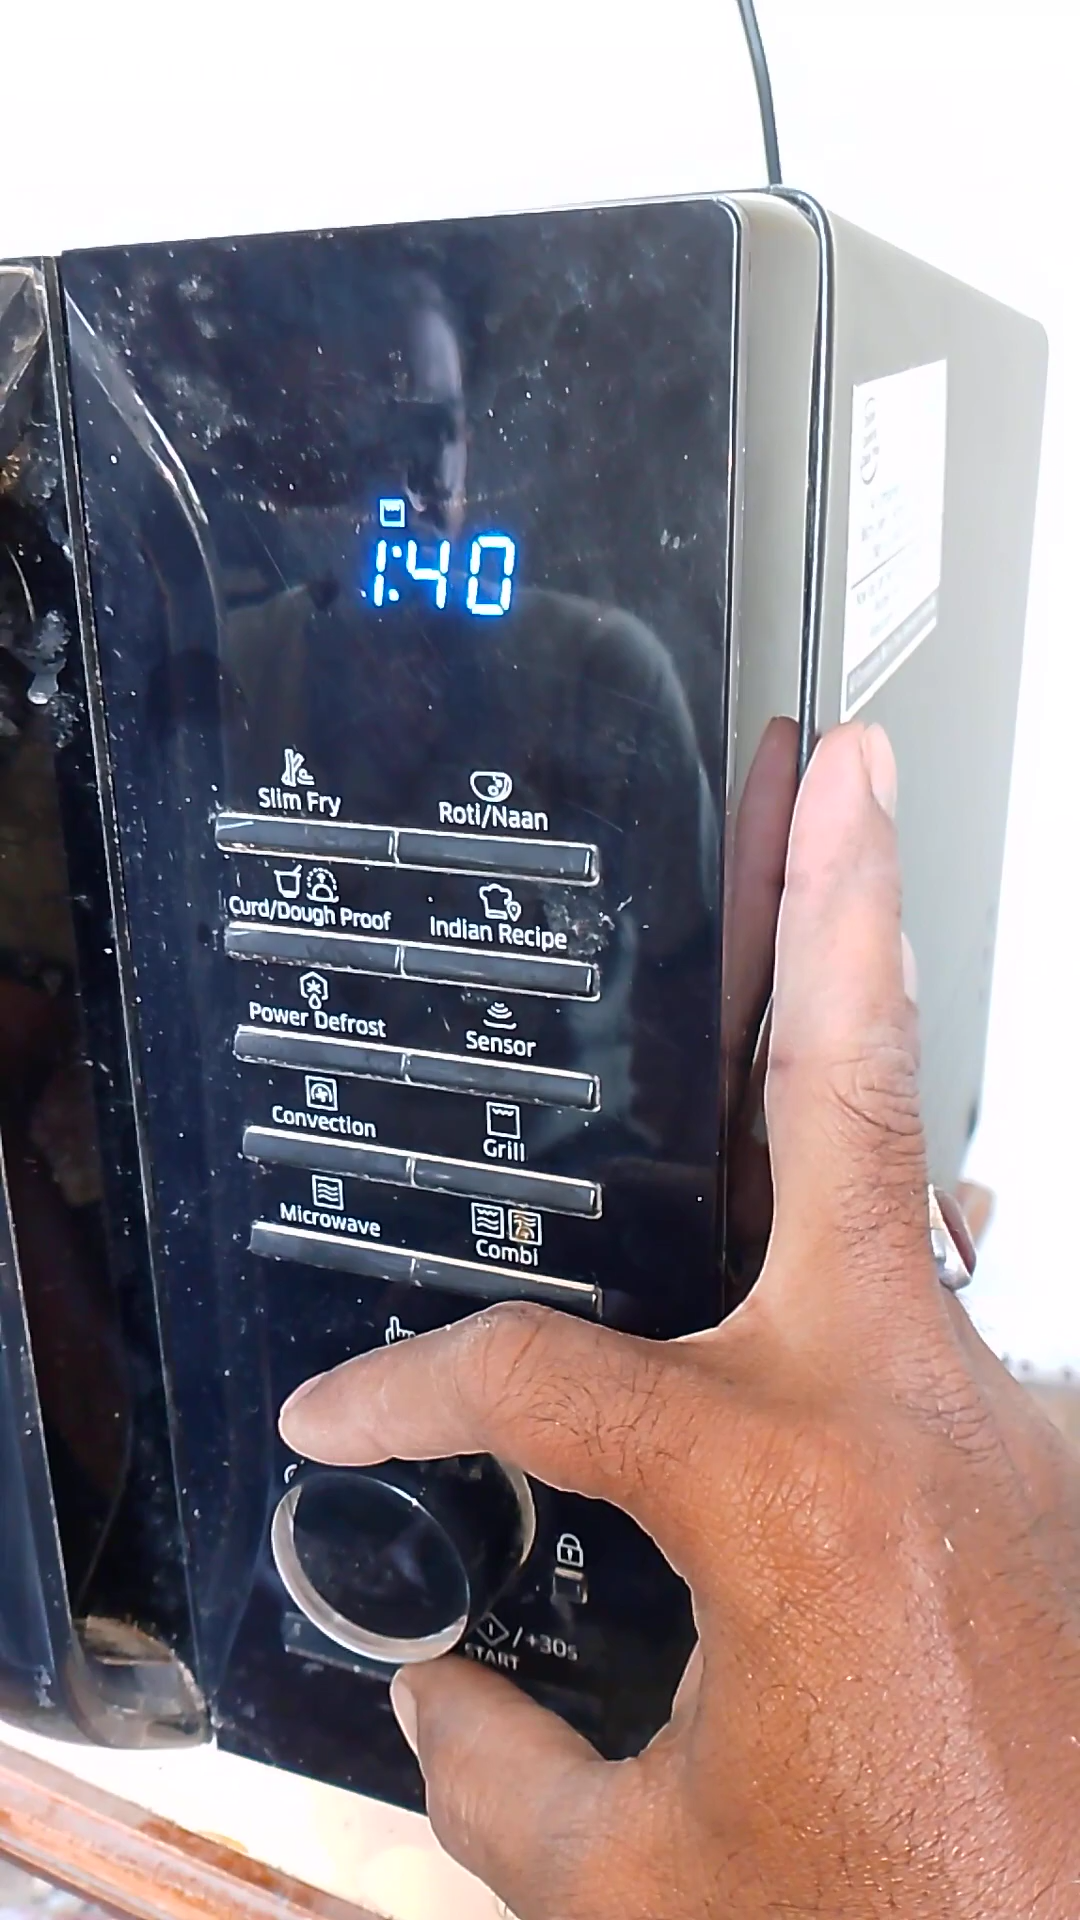 1:40
Slim Fry
Roti/Naan
Curd/Dough Proof
Indian Recipe
Power Defrost
Sensor
Convection
Grill
Microwave
Combi
/+30s
START